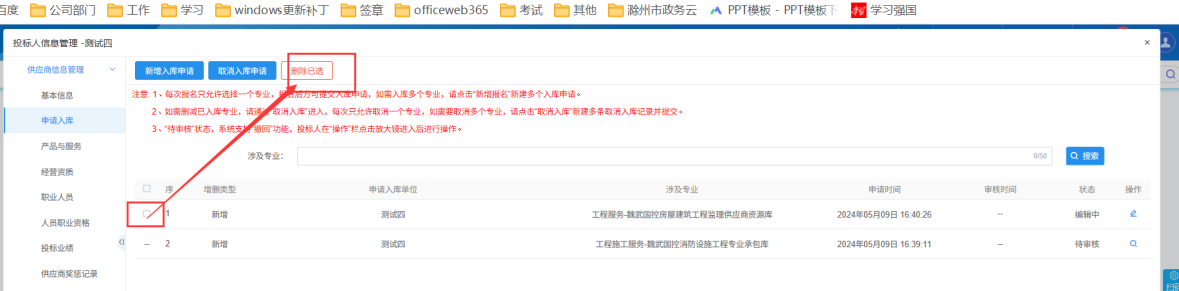 百度 公司部门 工作 学习 windows更新补丁 签章 officeweb365 考试 其他 滁州市政务云 PPT模板 - PPT模板下 学习强国
投标人信息管理 -测试四 ×
供应商信息管理
新增入库申请 取消入库申请 删除已选
基本信息
注意: 1、每次报名只允许选择一个专业，报名后方可提交入库申请，如需入库多个专业，请点击“新增报名”新建多个入库申请。
2、如需删减已入库专业，请通过“取消入库”进入，每次只允许取消一个专业，如需要取消多个专业，请点击“取消入库”新建多条取消入库记录并提交。
申请入库
3、“待审核”状态，系统支持“撤回”功能，投标人在“操作”栏点击放大镜进入后进行操作。
产品与服务
涉及专业： 0/50 搜索
经营资质
序 增删类型 申请入库单位 涉及专业 申请时间 审核时间 状态 操作
职业人员
1 新增 测试四 工程服务-魏武国控房屋建筑工程监理供应商资源库 2024年05月09日 16:40:26 -- 编辑中
人员职业资格
-- 2 新增 测试四 工程施工服务-魏武国控消防设施工程专业承包库 2024年05月09日 16:39:11 -- 待审核
投标业绩
供应商奖惩记录